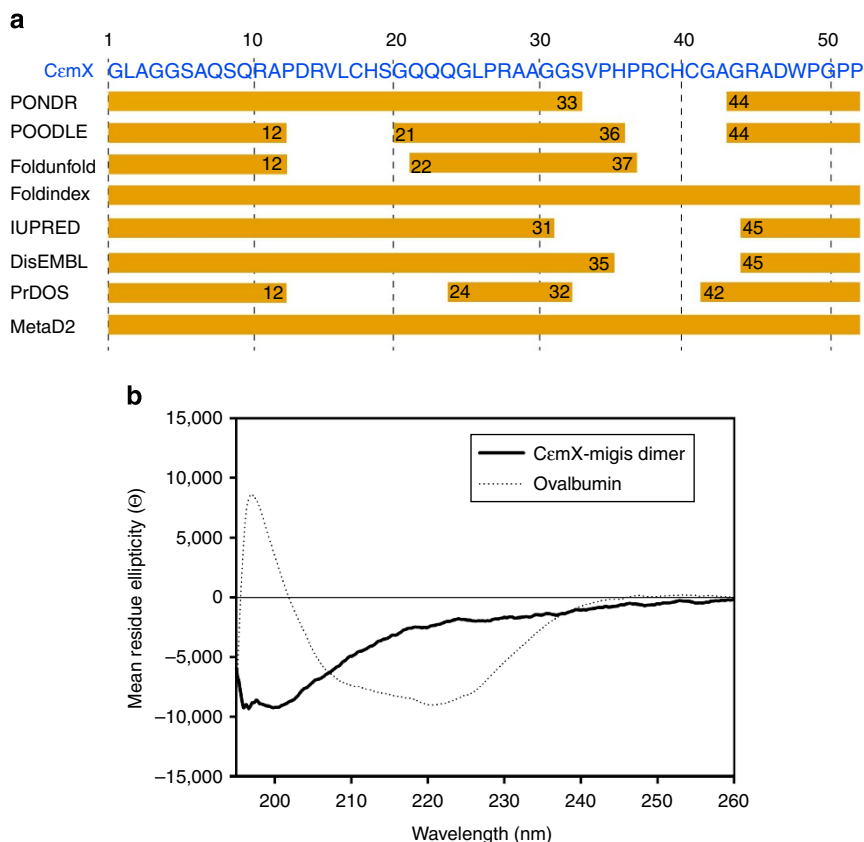 a
1 10 20 30 40 50
CεmX GLAGGSAQSQRAPDRVLCHSGQQQGLPRAAGGSVPHPRCHCGAGRADWPGPP
PONDR 33 44
POODLE 12 21 36 44
Foldunfold 12 22 37
Foldindex
IUPRED 31 45
DisEMBL 35 45
PrDOS 12 24 32 42
MetaD2
b
15,000
10,000
5,000
0
−5,000
−10,000
−15,000
Mean residue ellipticity (Θ)
CεmX-migis dimer
Ovalbumin
200 210 220 230 240 250 260
Wavelength (nm)